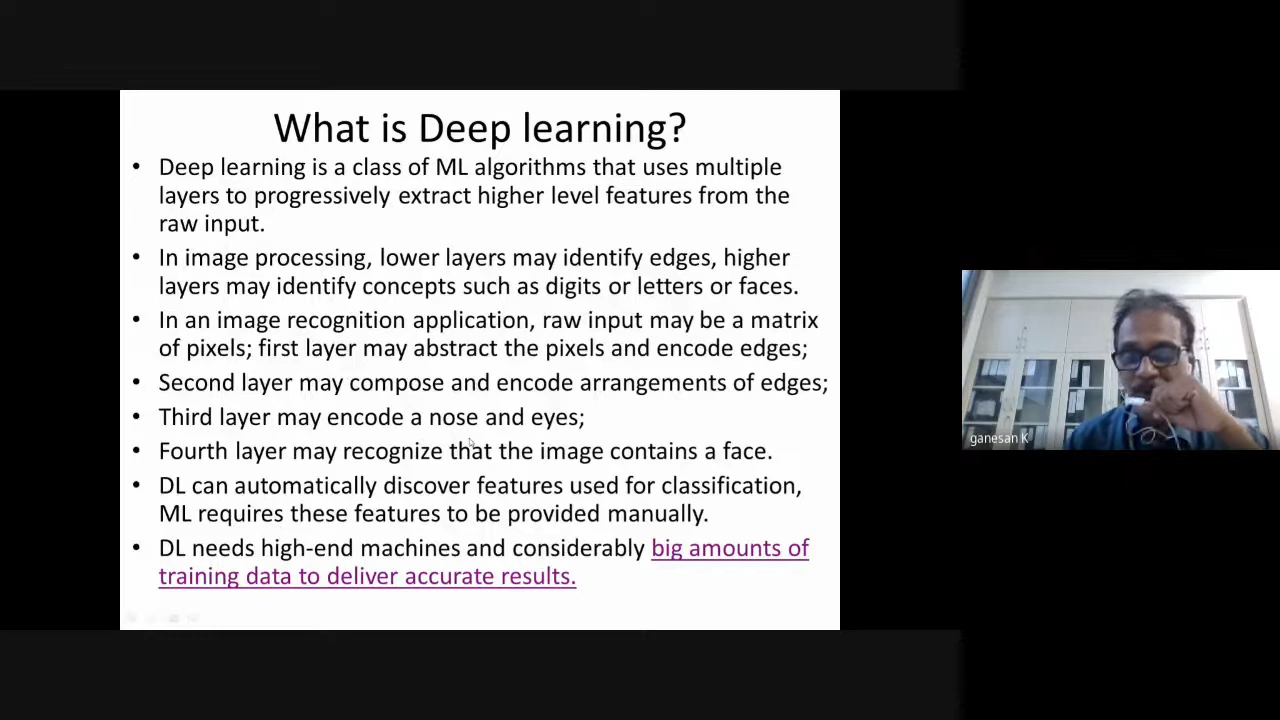 What is Deep learning?
• Deep learning is a class of ML algorithms that uses multiple
layers to progressively extract higher level features from the
raw input.
• In image processing, lower layers may identify edges, higher
layers may identify concepts such as digits or letters or faces.
• In an image recognition application, raw input may be a matrix
of pixels; first layer may abstract the pixels and encode edges;
• Second layer may compose and encode arrangements of edges;
• Third layer may encode a nose and eyes;
• Fourth layer may recognize that the image contains a face.
• DL can automatically discover features used for classification,
ML requires these features to be provided manually.
• DL needs high-end machines and considerably big amounts of
training data to deliver accurate results.
ganesan K